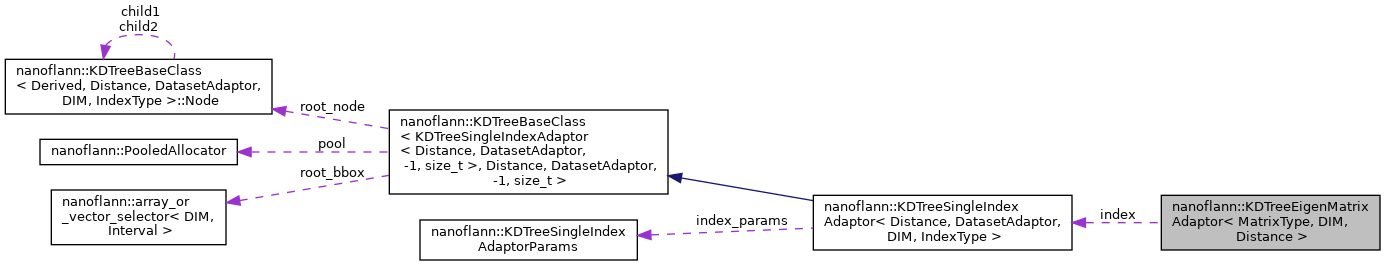 child1
child2
nanoflann::KDTreeBaseClass
< Derived, Distance, DatasetAdaptor,
DIM, IndexType >::Node
root_node
nanoflann::PooledAllocator
pool
root_bbox
nanoflann::array_or
_vector_selector< DIM,
Interval >
nanoflann::KDTreeBaseClass
< KDTreeSingleIndexAdaptor
< Distance, DatasetAdaptor,
-1, size_t >, Distance, DatasetAdaptor,
-1, size_t >
nanoflann::KDTreeSingleIndex
AdaptorParams
index_params
nanoflann::KDTreeSingleIndex
Adaptor< Distance, DatasetAdaptor,
DIM, IndexType >
index
nanoflann::KDTreeEigenMatrix
Adaptor< MatrixType, DIM,
Distance >